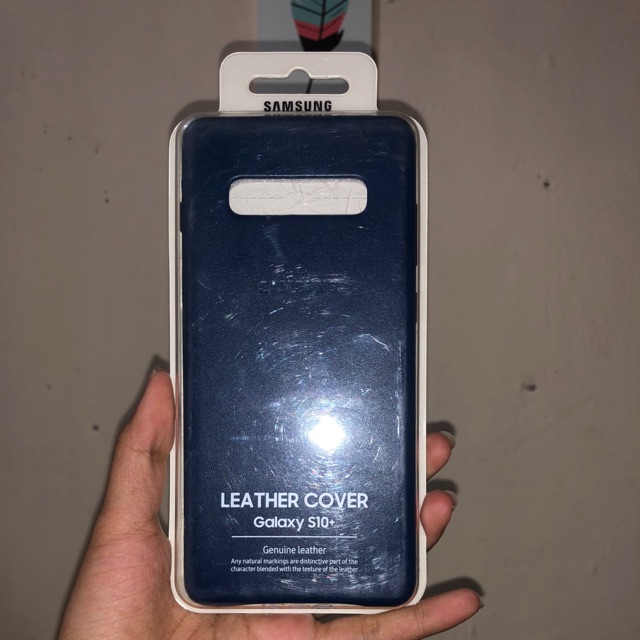 SAMSUNG
LEATHER COVER
Galaxy S10+
Genuine leather
Any natural markings are distinctive part of the
character blended with the texture of the leather